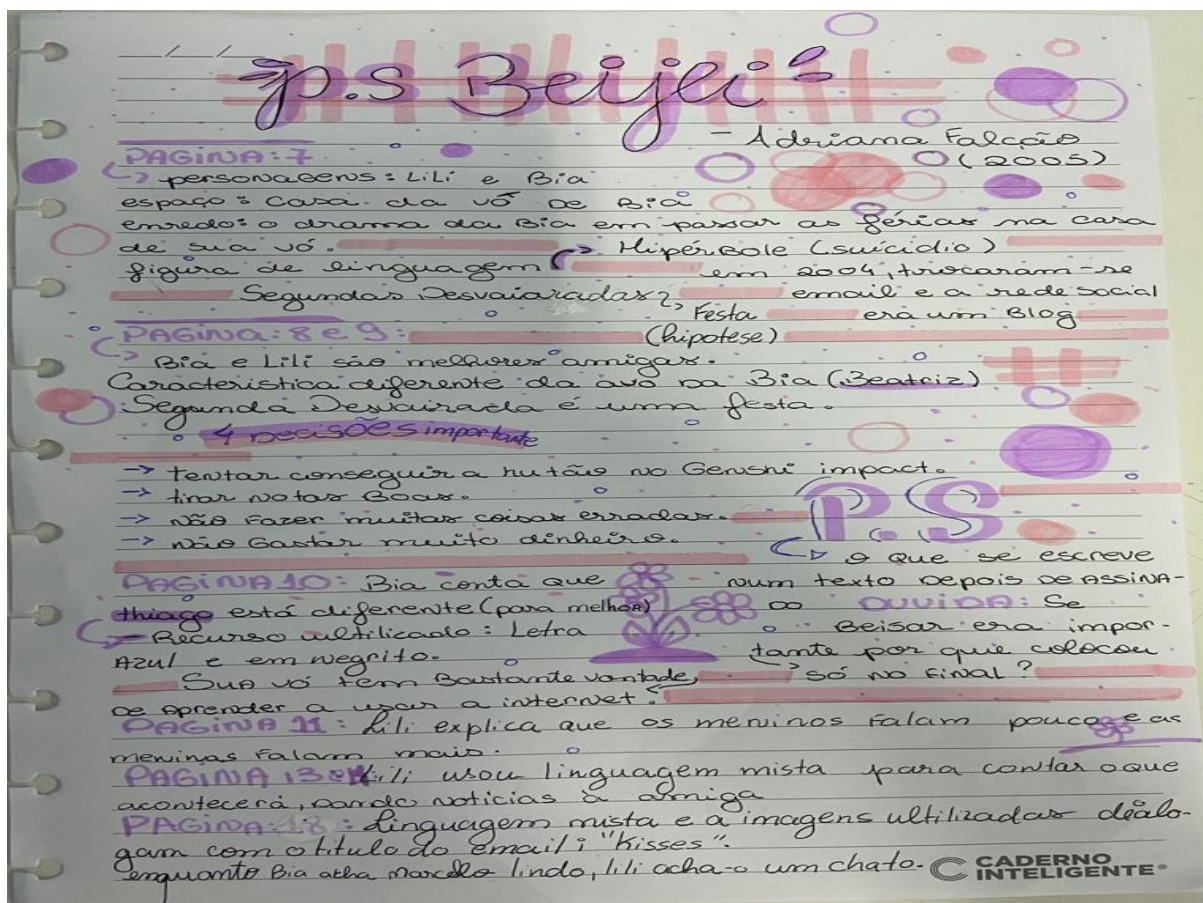 p.s Beijei
- Adriana Falcão
(2005)
PAGINA: 7
personagens: Lili e Bia
espaço: casa da vó de Bia
enredo: o drama da Bia em passar as férias na casa
de sua vó.
Hipérbole (suicídio)
figura de linguagem
em 2004, trocaram-se
Segundas Desvaiaradas
email e a rede social
Festa
era um Blog
PAGINA: 8 e 9:
(hipotese)
Bia e Lili são melhores amigas.
Caracteristica diferente da avó da Bia (Beatriz)
Segunda Desvairada é uma festa.
4 decisões importante
→ tentar conseguir a hutão no Genshi impact.
→ tirar notas Boas.
→ não Fazer muitas coisas erradas.
→ não Gastar muito dinheiro.
P.S
o que se escreve
num texto Depois De Assina-
do
PAGINA 10: Bia conta que
thiago está diferente (para melhor)
- Recurso ultilicado: Letra
Azul e em negrito.
DUVIDA: Se
Beisar era impor-
tante por quie colocou
só no Final?
Sua vó tem Bastante vontade
De Aprender a usar a internet.
PAGINA 11: Lili explica que os meninos Falam pouco e as
meninas Falam mais.
PAGINA 13 Lili usou linguagem mista para contar o que
acontecerá, Dando noticias à amiga
PAGINA: 18: Linguagem mista e a imagens ultilizadas diálo-
gam com o titulo do email: "Kisses".
enquanto Bia acha Marcelo lindo, lili acha-o um chato.
CADERNO
INTELIGENTE